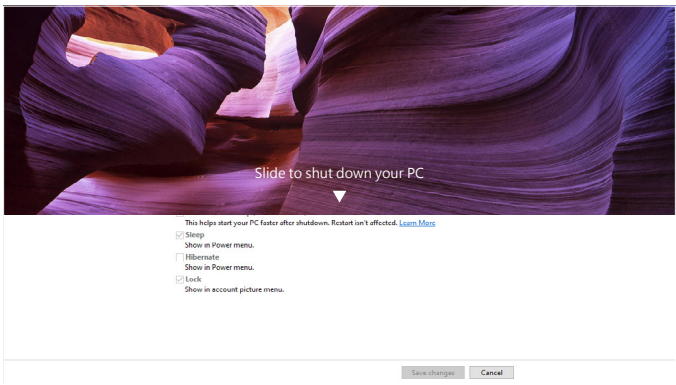 Slide to shut down your PC
This helps start your PC faster after shutdown. Restart isn't affected. Learn More
Sleep
Show in Power menu.
Hibernate
Show in Power menu.
Lock
Show in account picture menu.
Save changes
Cancel